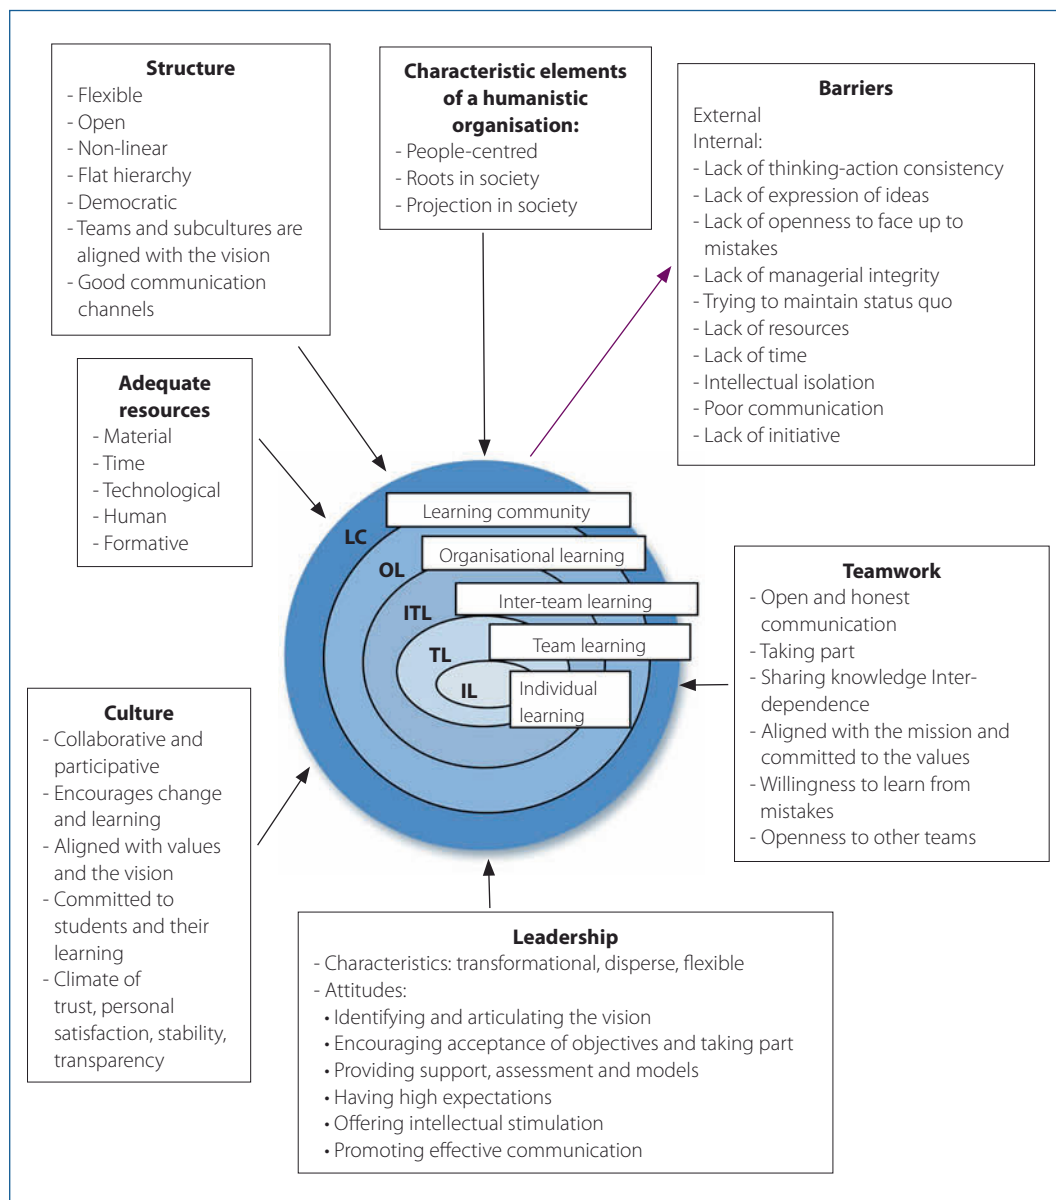 Structure
- Flexible
- Open
- Non-linear
- Flat hierarchy
- Democratic
- Teams and subcultures are
aligned with the vision
- Good communication
channels
Characteristic elements
of a humanistic
organisation:
- People-centred
- Roots in society
- Projection in society
Barriers
External
Internal:
- Lack of thinking-action consistency
- Lack of expression of ideas
- Lack of openness to face up to
mistakes
- Lack of managerial integrity
- Trying to maintain status quo
- Lack of resources
- Lack of time
- Intellectual isolation
- Poor communication
- Lack of initiative
Adequate
resources
- Material
- Time
- Technological
- Human
- Formative
LC
Learning community
OL
Organisational learning
ITL
Inter-team learning
TL
Team learning
IL
Individual
learning
Teamwork
- Open and honest
communication
- Taking part
- Sharing knowledge Inter-
dependence
- Aligned with the mission and
committed to the values
- Willingness to learn from
mistakes
- Openness to other teams
Culture
- Collaborative and
participative
- Encourages change
and learning
- Aligned with values
and the vision
- Committed to
students and their
learning
- Climate of
trust, personal
satisfaction, stability,
transparency
Leadership
- Characteristics: transformational, disperse, flexible
- Attitudes:
• Identifying and articulating the vision
• Encouraging acceptance of objectives and taking part
• Providing support, assessment and models
• Having high expectations
• Offering intellectual stimulation
• Promoting effective communication